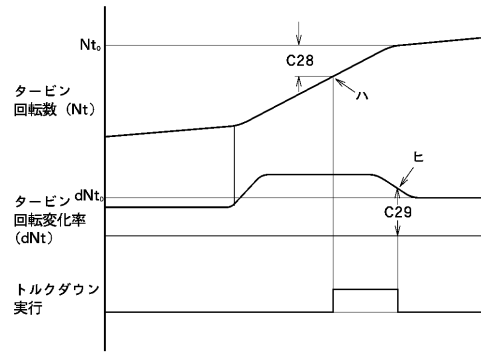 Nt₀
C28
タービン
回転数（Nt）
ハ
ヒ
dNt₀
タービン
回転変化率
（dNt）
C29
トルクダウン
実行